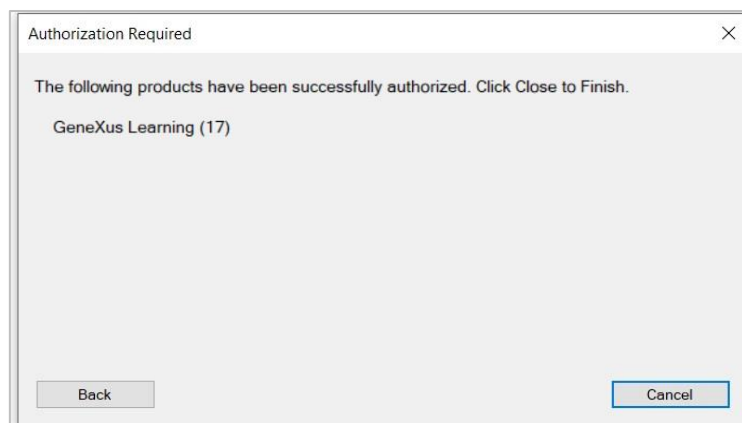 Authorization Required
The following products have been successfully authorized. Click Close to Finish.
GeneXus Learning (17)
Back
Cancel